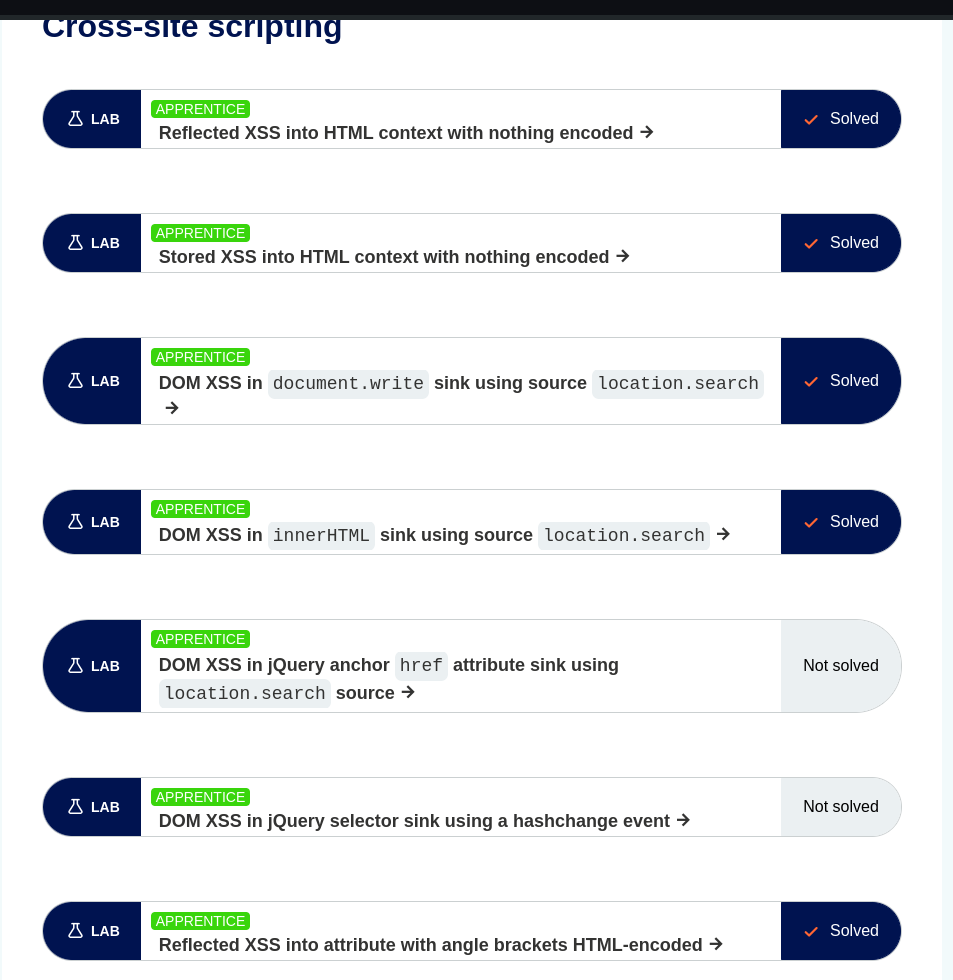 Cross-site scripting
LAB
APPRENTICE
Reflected XSS into HTML context with nothing encoded →
Solved
LAB
APPRENTICE
Stored XSS into HTML context with nothing encoded →
Solved
LAB
APPRENTICE
DOM XSS in document.write sink using source location.search
→
Solved
LAB
APPRENTICE
DOM XSS in innerHTML sink using source location.search →
Solved
LAB
APPRENTICE
DOM XSS in jQuery anchor href attribute sink using
location.search source →
Not solved
LAB
APPRENTICE
DOM XSS in jQuery selector sink using a hashchange event →
Not solved
LAB
APPRENTICE
Reflected XSS into attribute with angle brackets HTML-encoded →
Solved